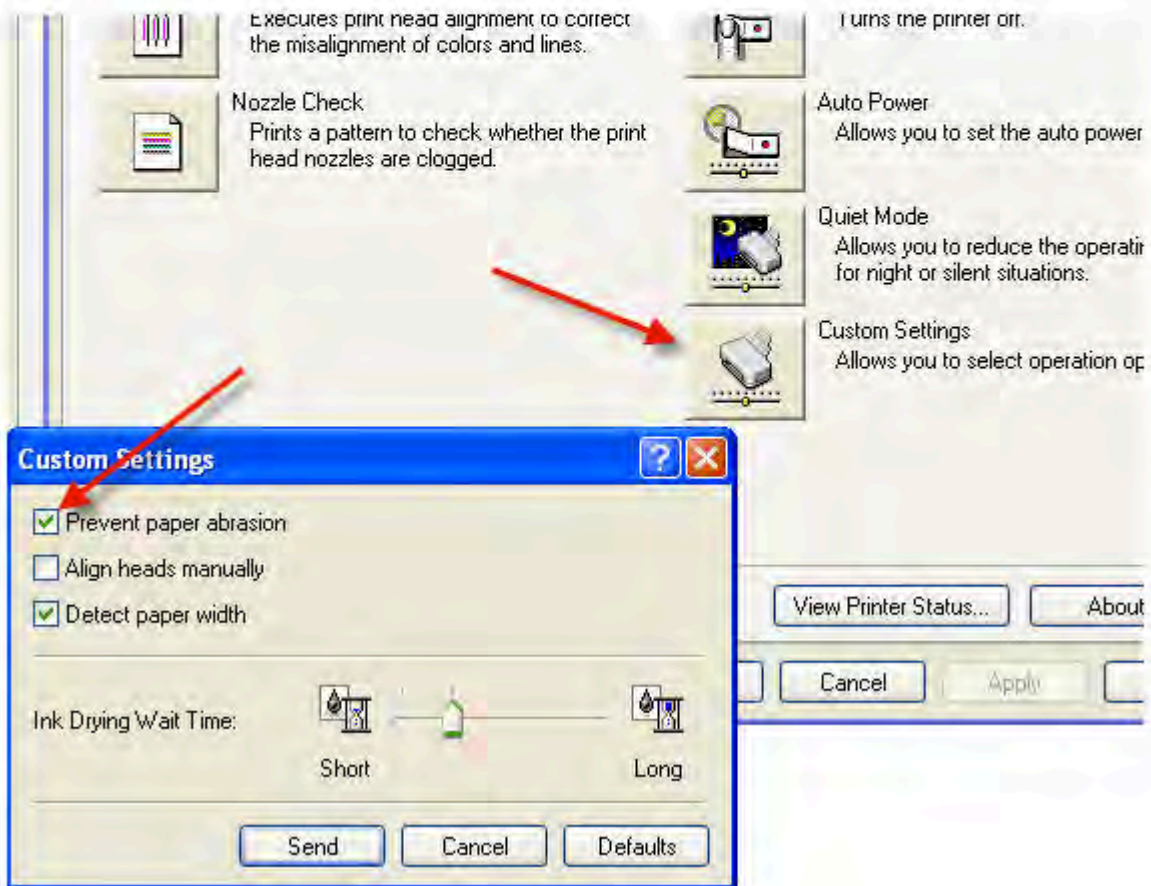 Executes print head alignment to correct
the misalignment of colors and lines.
Turns the printer off.
Nozzle Check
Prints a pattern to check whether the print
head nozzles are clogged.
Auto Power
Allows you to set the auto power
Quiet Mode
Allows you to reduce the
for night or silent situations.
Custom Settings
Allows you to select operation
Custom Settings
Prevent paper abrasion
Align heads manually
Detect paper width
View Printer Status...
About
Cancel
Apply
Ink Drying Wait Time:
Short
Long
Send
Cancel
Defaults